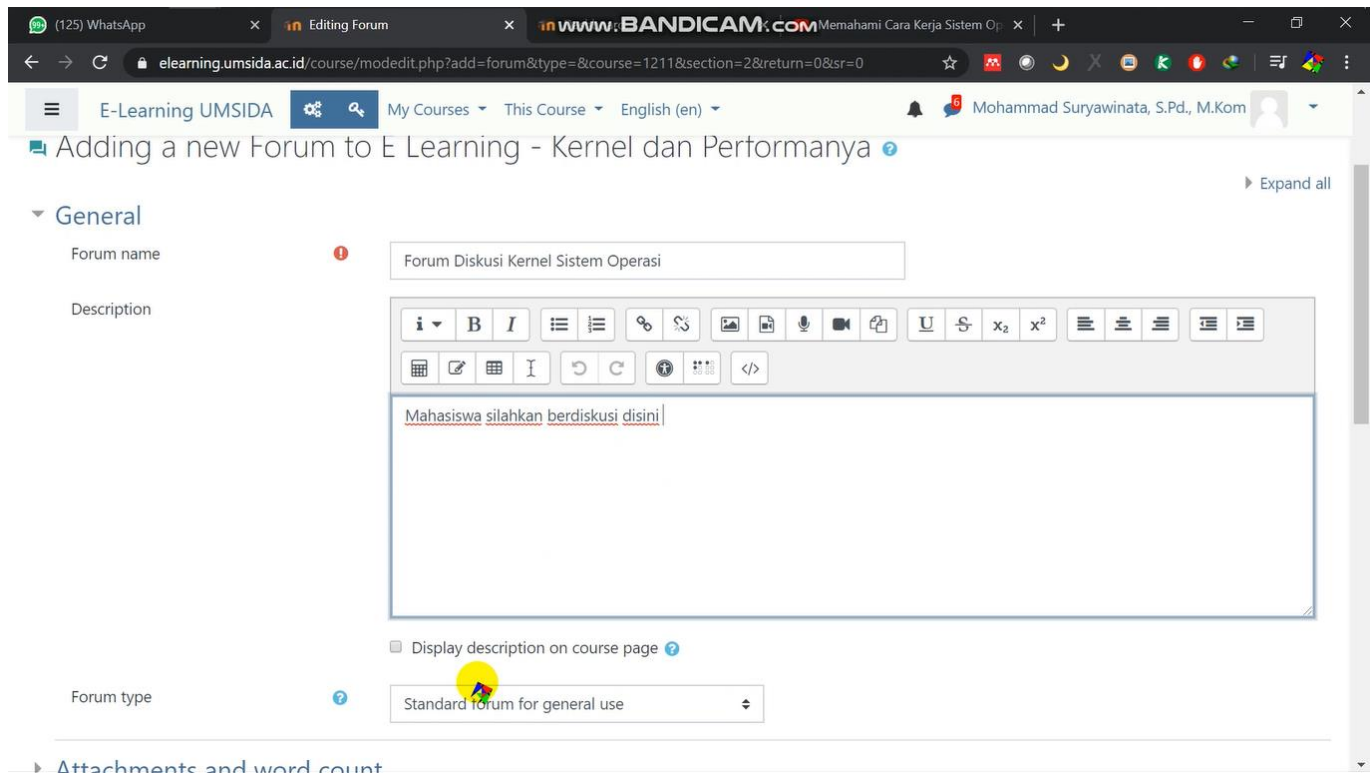 (125) WhatsApp
Editing Forum
www.BANDICAM.com
Memahami Cara Kerja Sistem Op
elearning.umsida.ac.id/course/modedit.php?add=forum&type=&course=1211&section=2&return=0&sr=0
E-Learning UMSIDA
My Courses
This Course
English (en)
6
Mohammad Suryawinata, S.Pd., M.Kom
Adding a new Forum to E Learning - Kernel dan Performanya
Expand all
General
Forum name
Forum Diskusi Kernel Sistem Operasi
Description
Mahasiswa silahkan berdiskusi disini
Display description on course page
Forum type
Standard forum for general use
Attachments and word count